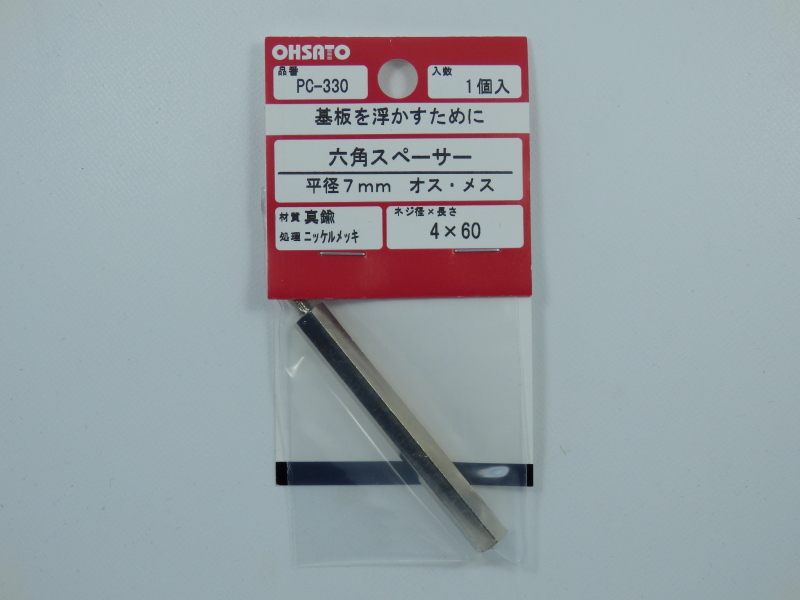 OHSATO
品番
PC-330
入数
1個入
基板を浮かすために
六角スペーサー
平径7mm オス・メス
材質 真鍮
処理 ニッケルメッキ
ネジ径×長さ
4×60